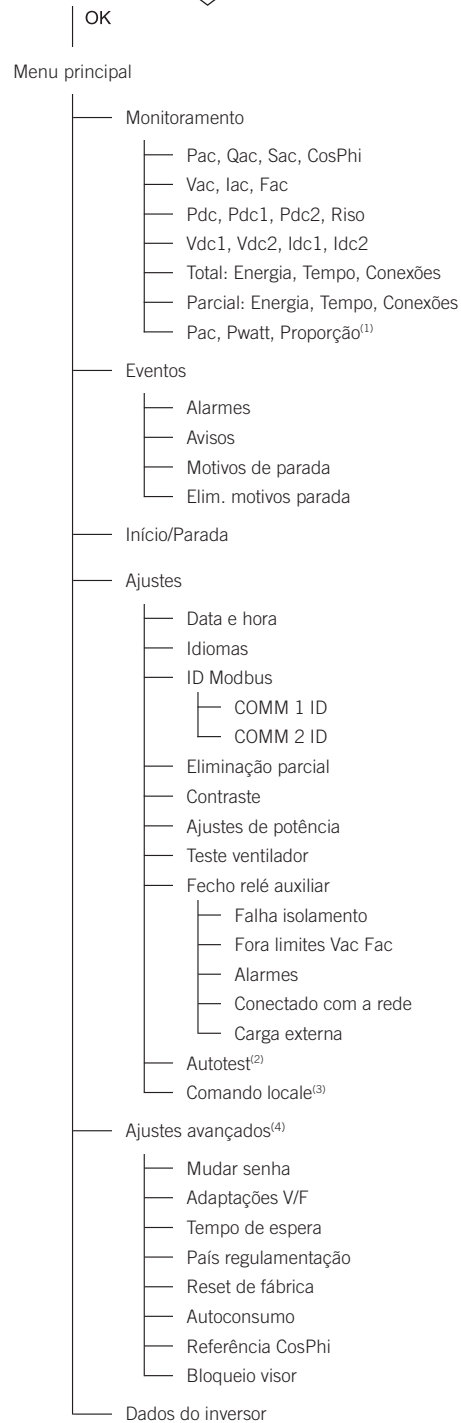 OK
Menu principal
Monitoramento
Pac, Qac, Sac, CosPhi
Vac, Iac, Fac
Pdc, Pdc1, Pdc2, Riso
Vdc1, Vdc2, Idc1, Idc2
Total: Energia, Tempo, Conexões
Parcial: Energia, Tempo, Conexões
Pac, Pwatt, Proporção(1)
Eventos
Alarmes
Avisos
Motivos de parada
Elim. motivos parada
Início/Parada
Ajustes
Data e hora
Idiomas
ID Modbus
COMM 1 ID
COMM 2 ID
Eliminação parcial
Contraste
Ajustes de potência
Teste ventilador
Fecho relé auxiliar
Falha isolamento
Fora limites Vac Fac
Alarmes
Conectado com a rede
Carga externa
Autotest(2)
Comando locale(3)
Ajustes avançados(4)
Mudar senha
Adaptações V/F
Tempo de espera
País regulamentação
Reset de fábrica
Autoconsumo
Referência CosPhi
Bloqueio visor
Dados do inversor